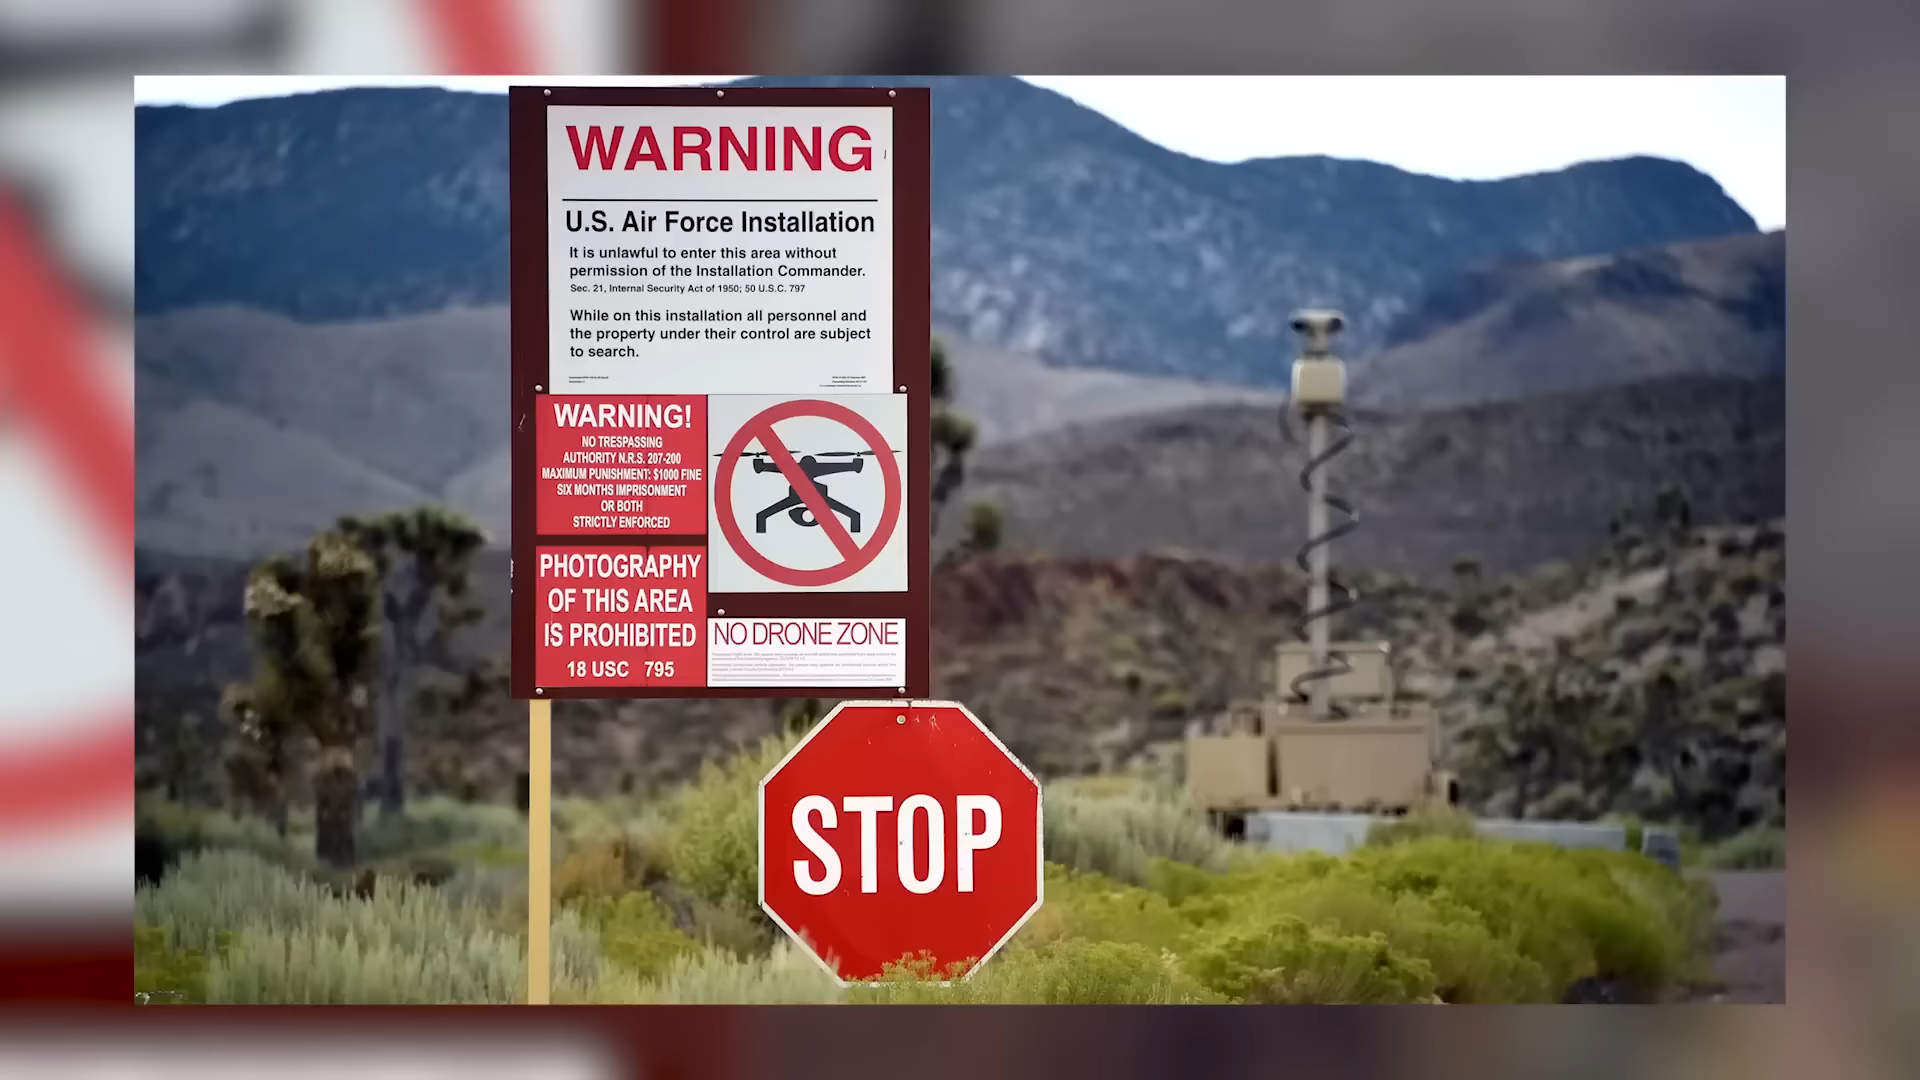 WARNING
U.S. Air Force Installation
It is unlawful to enter this area without
permission of the Installation Commander.
Sec. 21, Internal Security Act of 1950; 50 U.S.C. 797
While on this installation all personnel and
the property under their control are subject
to search.
WARNING!
NO TRESPASSING
AUTHORITY N.R.S. 207-200
MAXIMUM PUNISHMENT: $1000 FINE
SIX MONTHS IMPRISONMENT
OR BOTH
STRICTLY ENFORCED
PHOTOGRAPHY
OF THIS AREA
IS PROHIBITED
18 USC 795
NO DRONE ZONE
STOP